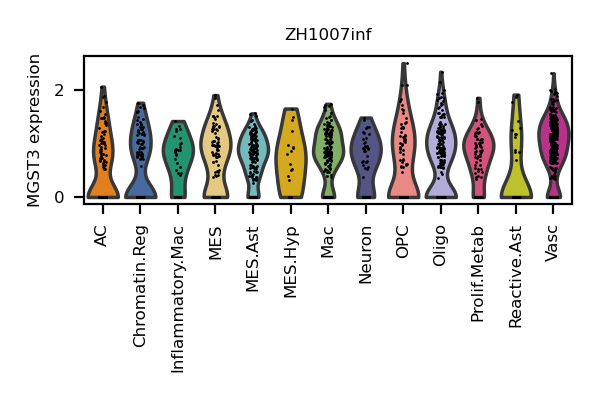 ZH1007inf
MGST3 expression
2
0
AC
Chromatin.Reg
Inflammatory.Mac
MES
MES.Ast
MES.Hyp
Mac
Neuron
OPC
Oligo
Prolif.Metab
Reactive.Ast
Vasc